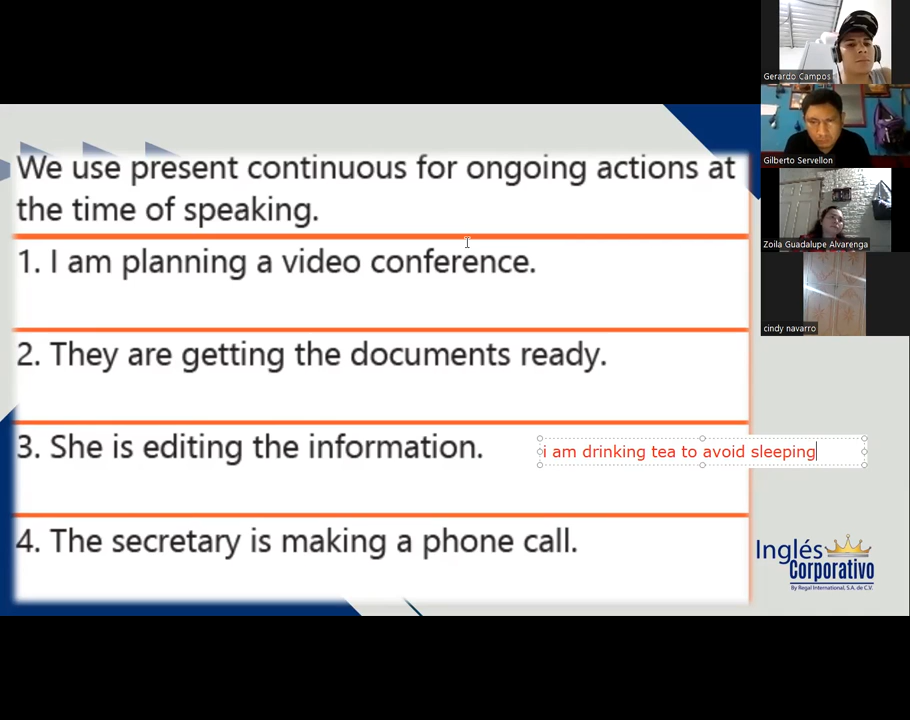 Gerardo Campos
Gilberto Servellon
Zoila Guadalupe Alvarenga
cindy navarro
We use present continuous for ongoing actions at
the time of speaking.
1. I am planning a video conference.
2. They are getting the documents ready.
3. She is editing the information.
i am drinking tea to avoid sleeping
4. The secretary is making a phone call.
Inglés
Corporativo
By Regal International, S.A. de C.V.